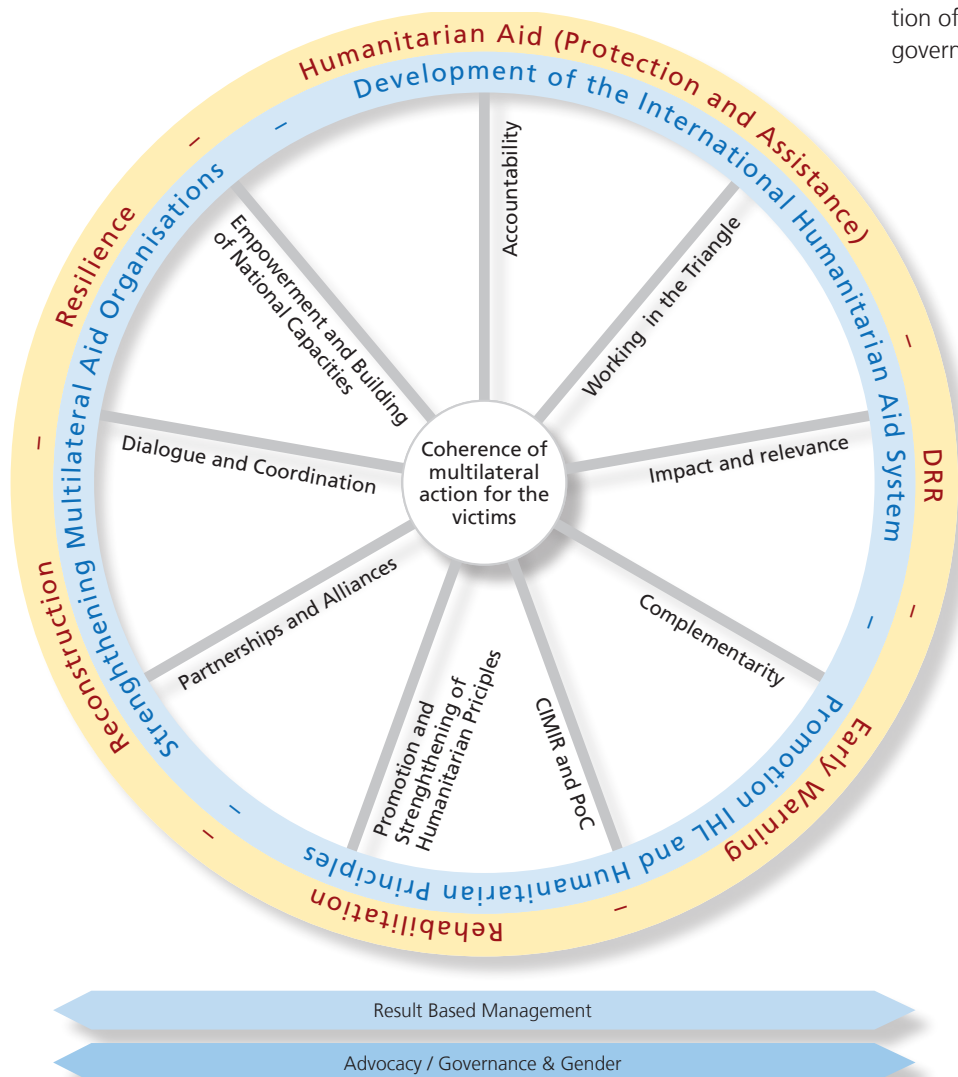 tion of
govern
Humanitarian Aid (Protection and Assistance)
–
DRR
–
Early Warning
–
Rehabilitation
–
Reconstruction
–
Resilience
–
Development of the International Humanitarian Aid System
–
Promotion IHL and Humanitarian Principles
–
Strenghthening Multilateral Aid Organisations
–
Accountability
Working in the Triangle
Impact and relevance
Complementarity
CIMIR and PoC
Promotion and
Strenghthening of
Humanitarian Priciples
Partnerships and Alliances
Dialogue and Coordination
Empowerment and Building
of National Capacities
Coherence of
multilateral
action for the
victims
Result Based Management
Advocacy / Governance & Gender